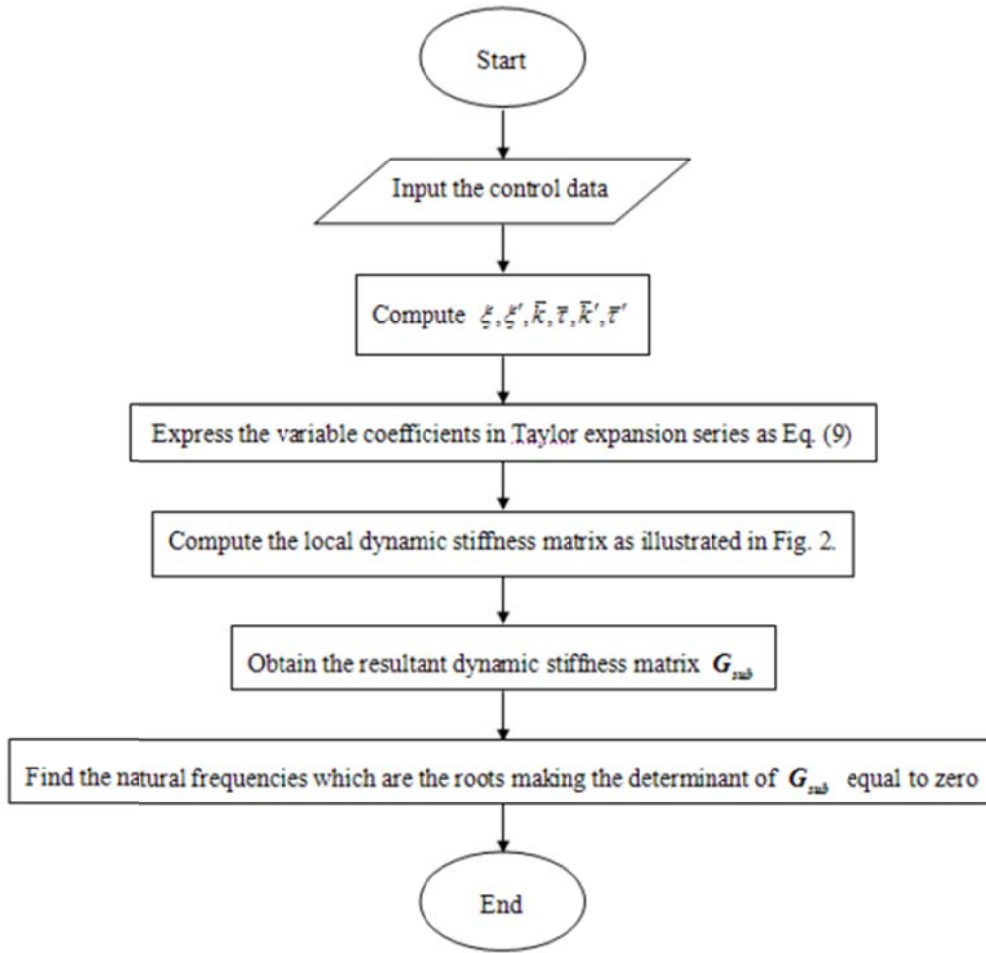 Start
Input the control data
Compute ξ, ξ′, k̄, τ̄, k̄′, τ̄′
Express the variable coefficients in Taylor expansion series as Eq. (9)
Compute the local dynamic stiffness matrix as illustrated in Fig. 2.
Obtain the resultant dynamic stiffness matrix G_sub
Find the natural frequencies which are the roots making the determinant of G_sub equal to zero
End